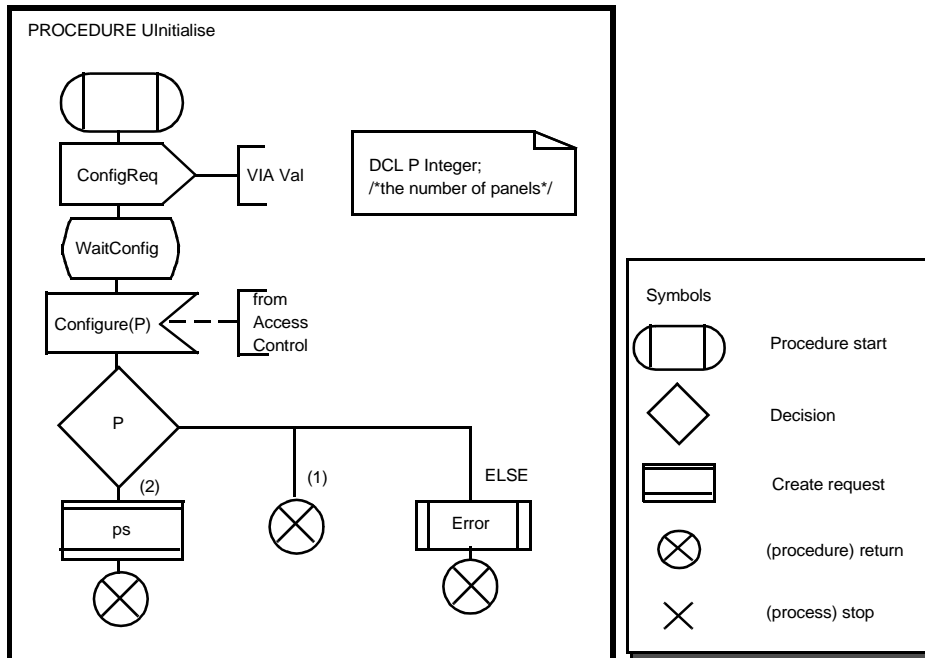 PROCEDURE UInitialise
ConfigReq
VIA Val
DCL P Integer;
/*the number of panels*/
WaitConfig
Configure(P)
from
Access
Control
P
(2)
(1)
ELSE
ps
Error
Symbols
Procedure start
Decision
Create request
(procedure) return
(process) stop